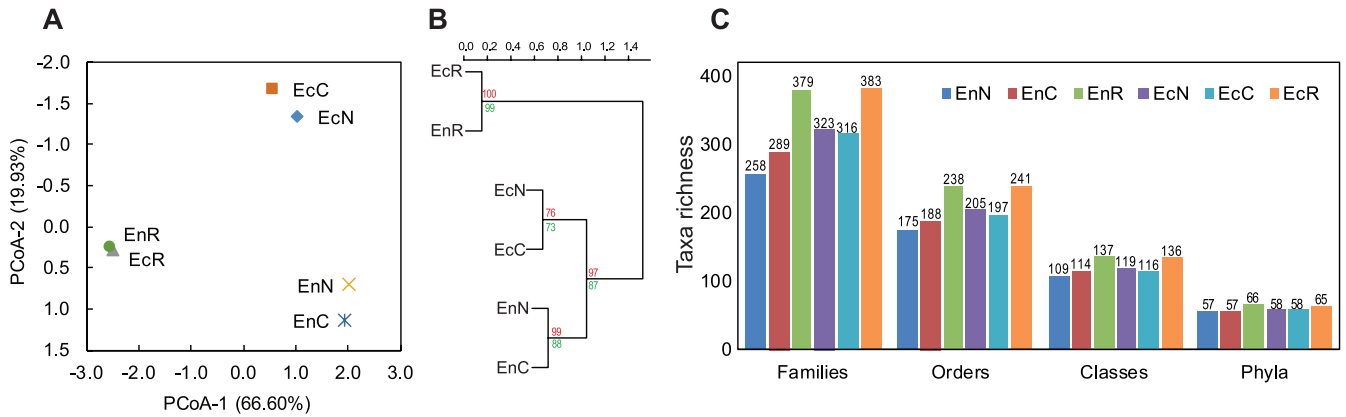 A
-2.0
-1.5
-1.0
-0.5
0.0
0.5
1.0
1.5
PCoA-2 (19.93%)
EcC
EcN
EnR
EcR
EnN
EnC
-3.0 -2.0 -1.0 0.0 1.0 2.0 3.0
PCoA-1 (66.60%)
B
0.0 0.2 0.4 0.6 0.8 1.0 1.2 1.4
EcR
100
99
EnR
EcN
76
73
EcC
97
87
EnN
99
88
EnC
C
400
300
200
100
0
Taxa richness
EnN EnC EnR EcN EcC EcR
258 289 379 323 316 383
175 188 238 205 197 241
109 114 137 119 116 136
57 57 66 58 58 65
Families Orders Classes Phyla